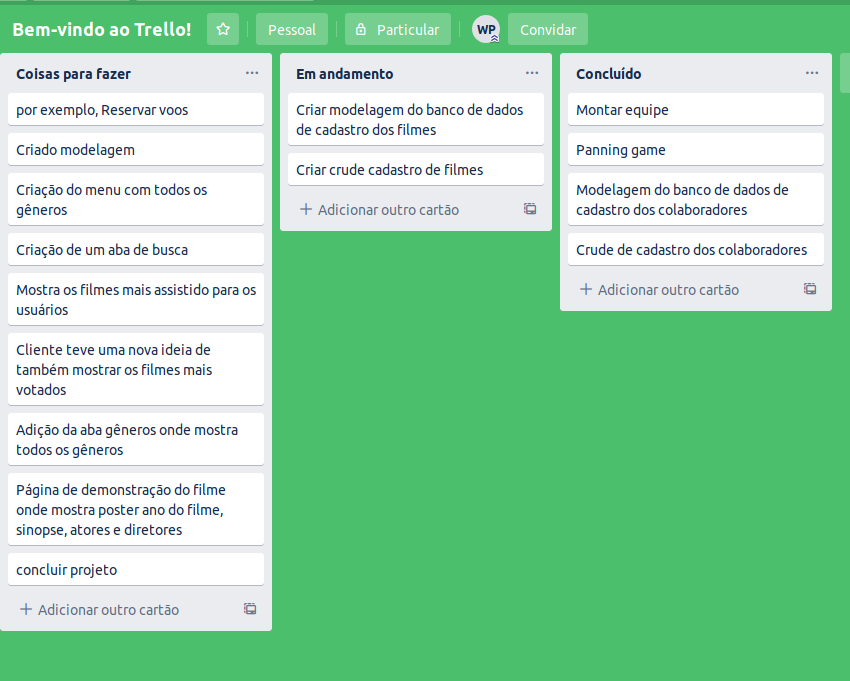 Bem-vindo ao Trello!
Pessoal
Particular
WP
Convidar
Coisas para fazer
por exemplo, Reservar voos
Criado modelagem
Criação do menu com todos os
gêneros
Criação de um aba de busca
Mostra os filmes mais assistido para os
usuários
Cliente teve uma nova ideia de
também mostrar os filmes mais
votados
Adição da aba gêneros onde mostra
todos os gêneros
Página de demonstração do filme
onde mostra poster ano do filme,
sinopse, atores e diretores
concluir projeto
+ Adicionar outro cartão
Em andamento
Criar modelagem do banco de dados
de cadastro dos filmes
Criar crude cadastro de filmes
+ Adicionar outro cartão
Concluído
Montar equipe
Panning game
Modelagem do banco de dados de
cadastro dos colaboradores
Crude de cadastro dos colaboradores
+ Adicionar outro cartão